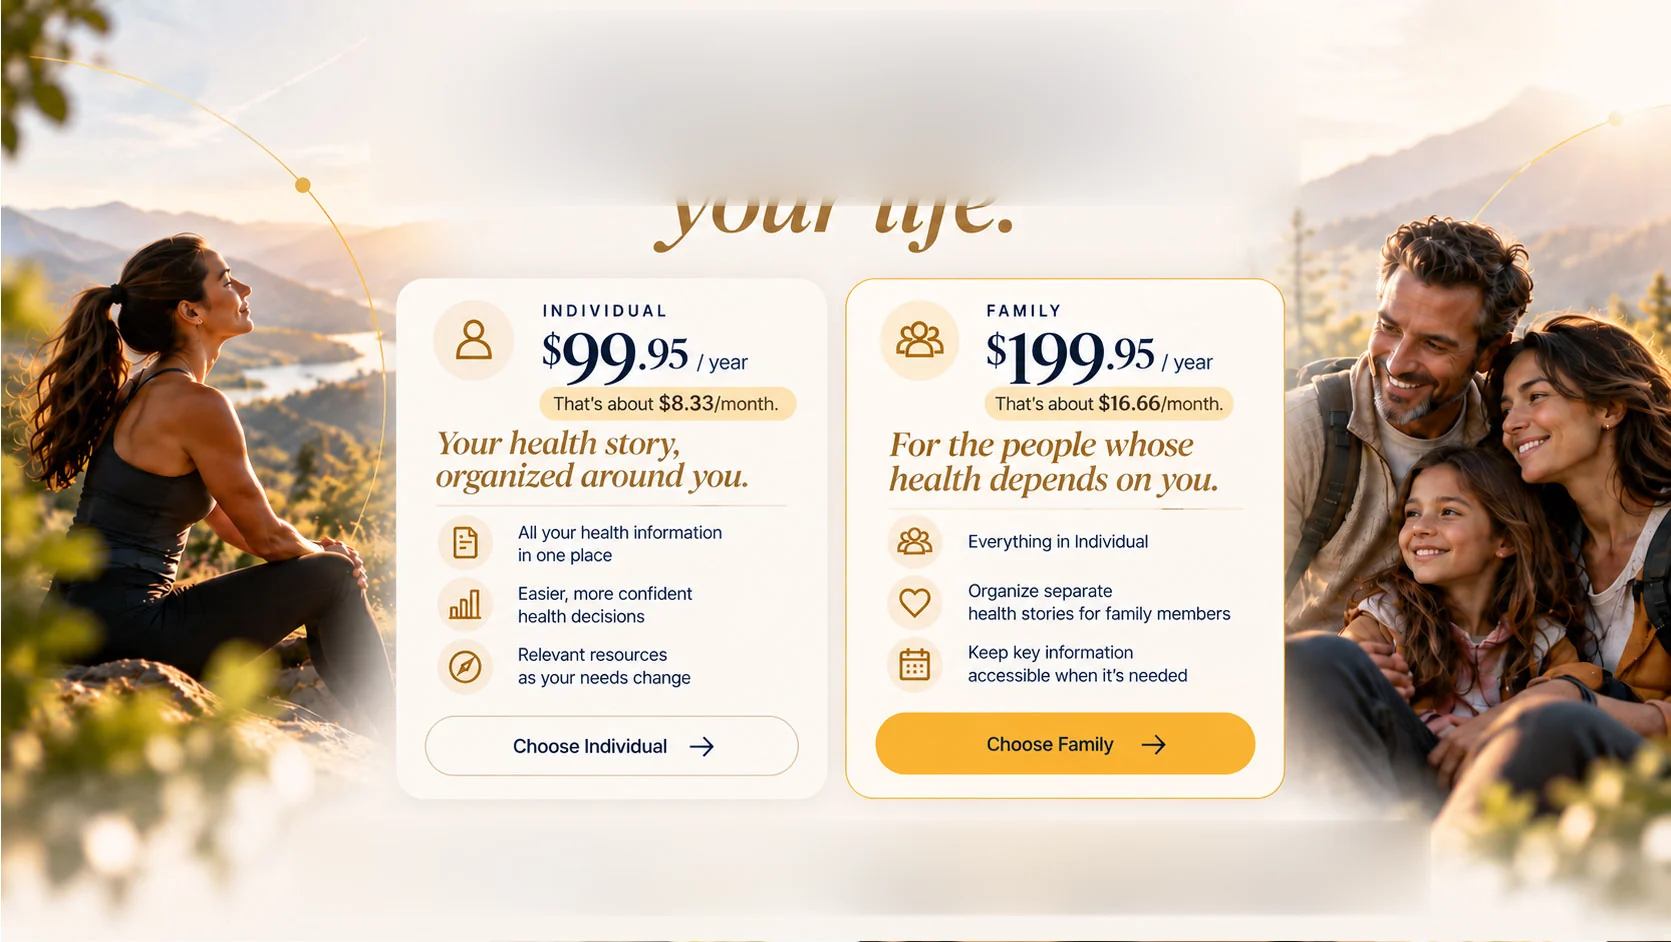 your life.
INDIVIDUAL
$99.95 / year
That's about $8.33/month.
Your health story,
organized around you.
All your health information
in one place
Easier, more confident
health decisions
Relevant resources
as your needs change
Choose Individual
FAMILY
$199.95 / year
That's about $16.66/month.
For the people whose
health depends on you.
Everything in Individual
Organize separate
health stories for family members
Keep key information
accessible when it's needed
Choose Family